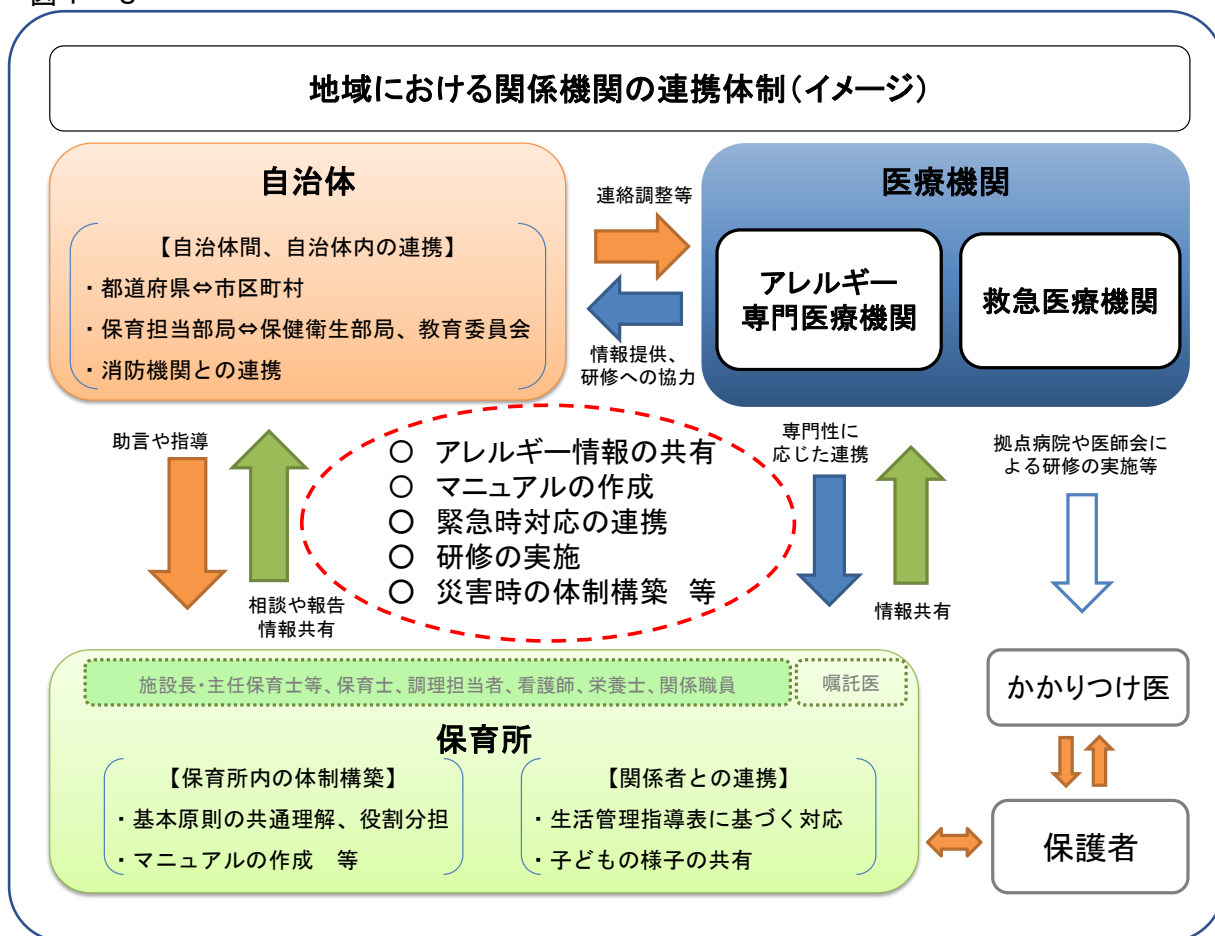 地域における関係機関の連携体制（イメージ）
自治体
【自治体間、自治体内の連携】
・都道府県⇔市区町村
・保育担当部局⇔保健衛生部局、教育委員会
・消防機関との連携
連絡調整等
情報提供、
研修への協力
医療機関
アレルギー
専門医療機関
救急医療機関
助言や指導
相談や報告
情報共有
○ アレルギー情報の共有
○ マニュアルの作成
○ 緊急時対応の連携
○ 研修の実施
○ 災害時の体制構築 等
専門性に
応じた連携
情報共有
拠点病院や医師会に
よる研修の実施等
施設長・主任保育士等、保育士、調理担当者、看護師、栄養士、関係職員
嘱託医
保育所
【保育所内の体制構築】
・基本原則の共通理解、役割分担
・マニュアルの作成 等
【関係者との連携】
・生活管理指導表に基づく対応
・子どもの様子の共有
かかりつけ医
保護者